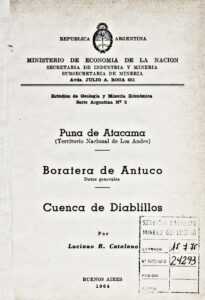 REPUBLICA ARGENTINA
MINISTERIO DE ECONOMIA DE LA NACION
SECRETARIA DE INDUSTRIA Y MINERIA
SUBSECRETARIA DE MINERIA
Avda. JULIO A. ROCA 651
Estudios de Geología y Minería Económica
Serie Argentina Nº 2
Puna de Atacama
(Territorio Nacional de Los Andes)
Boratera de Antuco
Datos generales
Cuenca de Diablillos
Por
Luciano R. Catalano
ENTRADA:
24293
BUENOS AIRES
1964